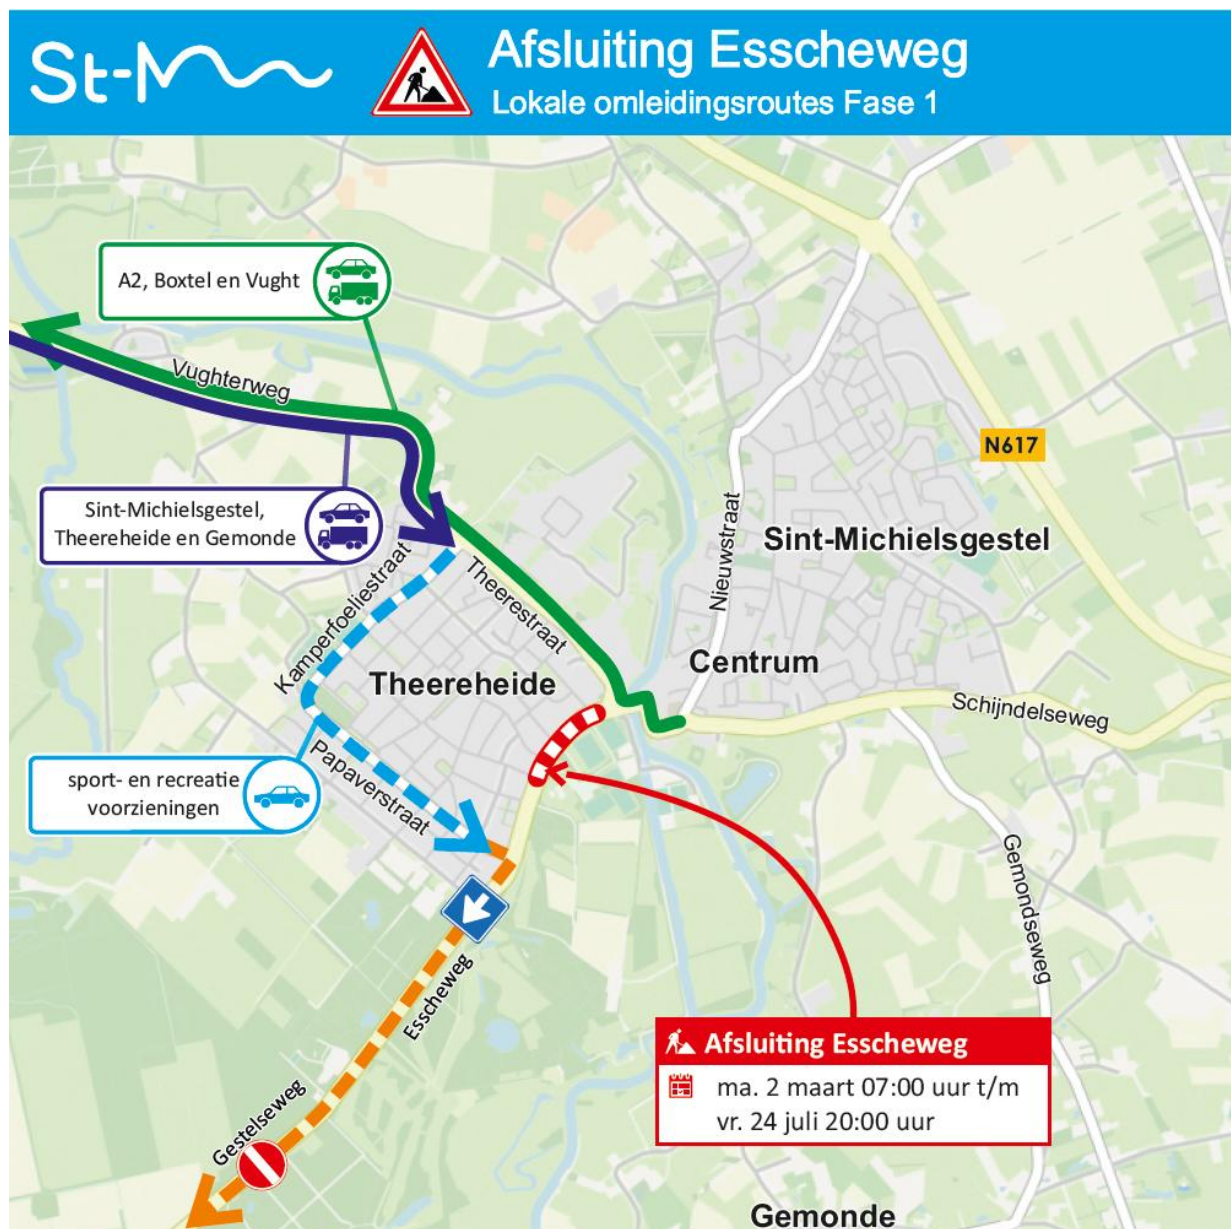 St-M
Afsluiting Esscheweg
Lokale omleidingsroutes Fase 1
A2, Boxtel en Vught
Vughterweg
N617
Sint-Michielsgestel,
Theereheide en Gemonde
Sint-Michielsgestel
Nieuwstraat
Kamperfoeliestraat
Theerestraat
Centrum
Theereheide
Schijndelseweg
sport- en recreatie
voorzieningen
Papaverstraat
Gemondseweg
Esscheweg
Afsluiting Esscheweg
ma. 2 maart 07:00 uur t/m
vr. 24 juli 20:00 uur
Gestelseweg
Gemonde